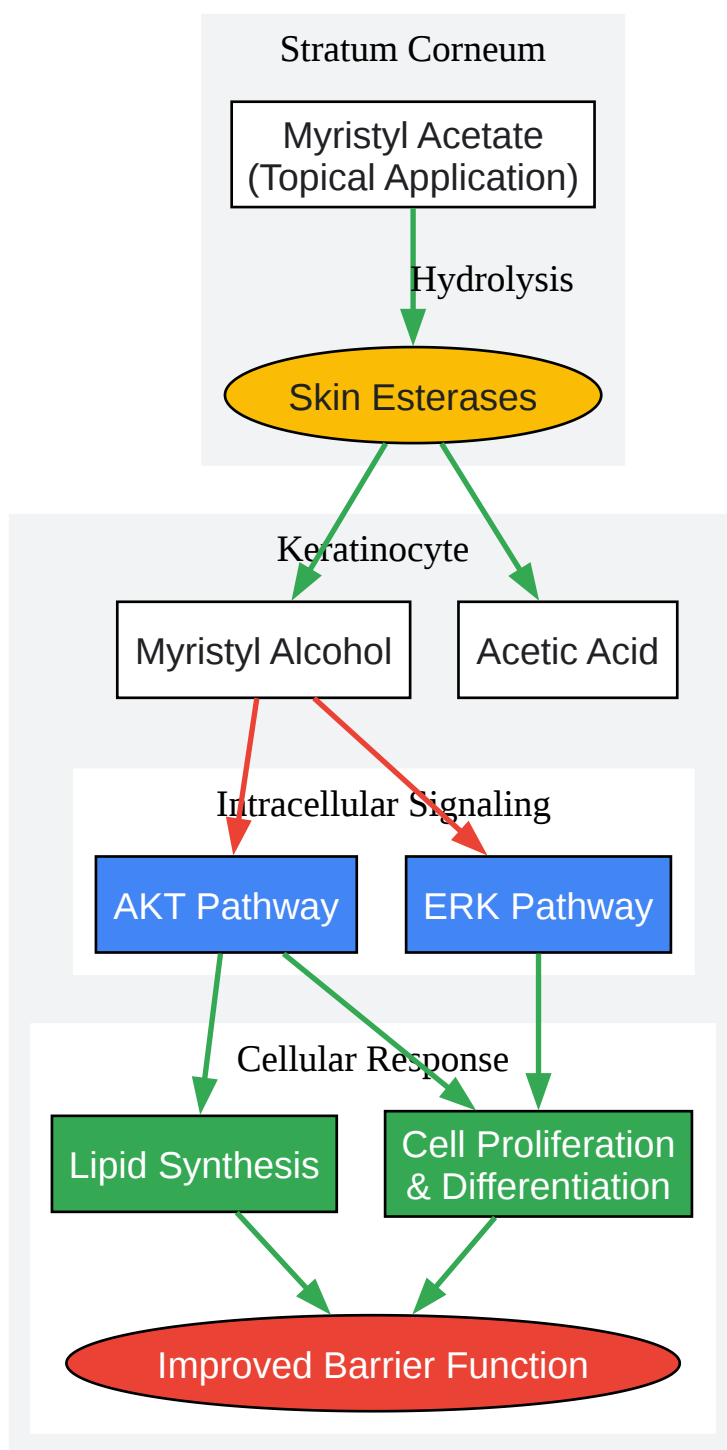 Stratum Corneum
Myristyl Acetate
(Topical Application)
Hydrolysis
Skin Esterases
Keratinocyte
Myristyl Alcohol
Acetic Acid
Intracellular Signaling
AKT Pathway
ERK Pathway
Cellular Response
Lipid Synthesis
Cell Proliferation
& Differentiation
Improved Barrier Function